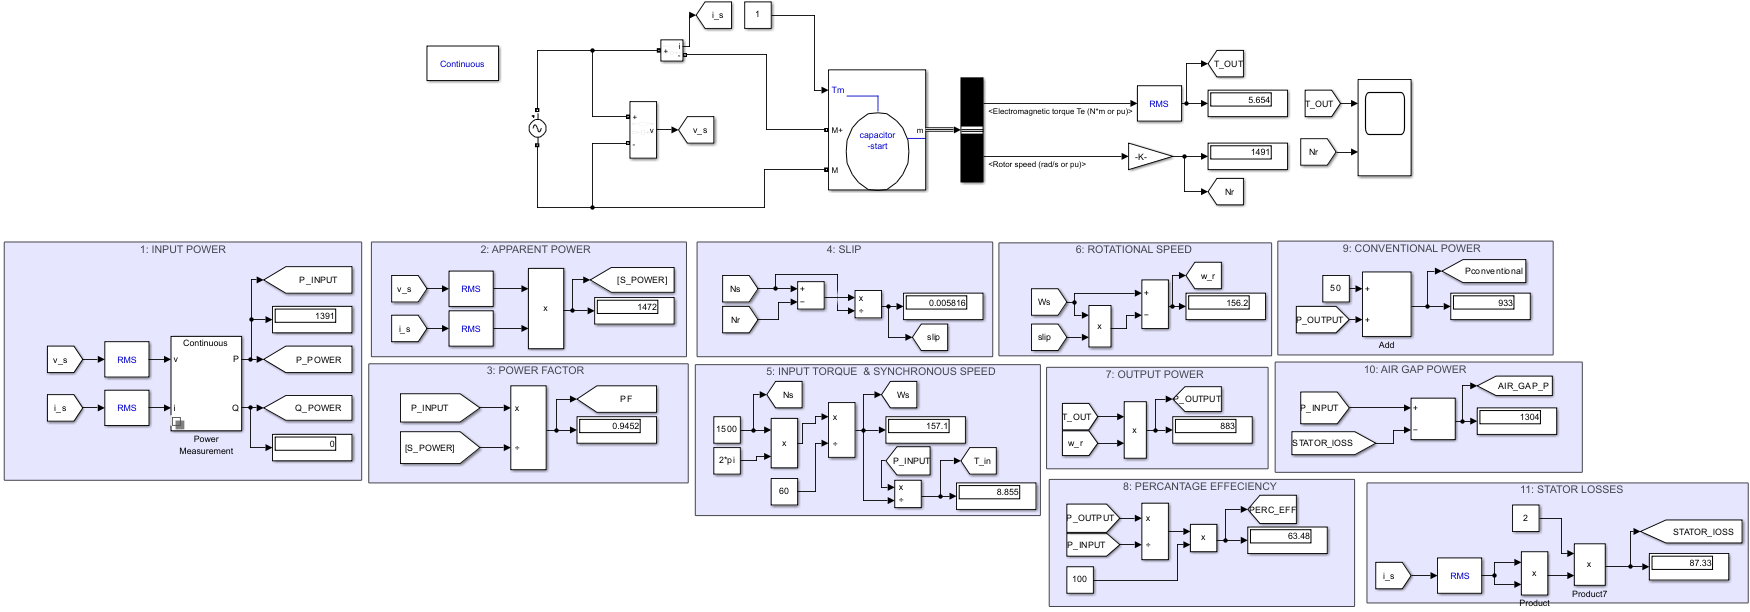 i_s
1
Continuous
i
+
-
Tm
M+
M
m
capacitor
-start
+
v
-
v_s
<Electromagnetic torque Te (N*m or pu)>
RMS
T_OUT
5.654
<Rotor speed (rad/s or pu)>
-K-
1491
Nr
T_OUT
Nr
1: INPUT POWER
P_INPUT
1391
v_s
RMS
Continuous
v
P
P_POWER
i_s
RMS
i
Q
Q_POWER
0
Power
Measurement
2: APPARENT POWER
v_s
RMS
[S_POWER]
x
1472
i_s
RMS
3: POWER FACTOR
P_INPUT
x
PF
0.9452
[S_POWER]
÷
4: SLIP
Ns
+
−
x
÷
0.005816
Nr
slip
5: INPUT TORQUE & SYNCHRONOUS SPEED
Ns
Ws
1500
x
x
÷
157.1
2*pi
P_INPUT
T_in
60
x
÷
8.855
6: ROTATIONAL SPEED
w_r
Ws
+
−
156.2
x
slip
7: OUTPUT POWER
P_OUTPUT
T_OUT
x
883
w_r
8: PERCANTAGE EFFECIENCY
P_OUTPUT
x
PERC_EFF
P_INPUT
÷
x
63.48
100
9: CONVENTIONAL POWER
50
+
Pconventional
933
P_OUTPUT
+
Add
10: AIR GAP POWER
AIR_GAP_P
P_INPUT
+
1304
STATOR_lOSS
−
11: STATOR LOSSES
2
STATOR_lOSS
87.33
i_s
RMS
x
x
Product
Product7